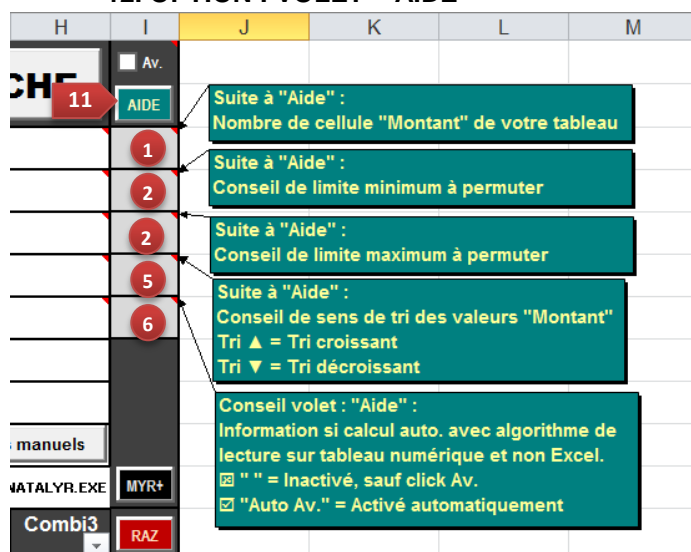 12. OPTION : VOLET « AIDE »
H I J K L M
Av.
CHE
11
AIDE
Suite à "Aide" :
Nombre de cellule "Montant" de votre tableau
1
Suite à "Aide" :
Conseil de limite minimum à permuter
2
Suite à "Aide" :
Conseil de limite maximum à permuter
2
Suite à "Aide" :
Conseil de sens de tri des valeurs "Montant"
Tri ▲ = Tri croissant
Tri ▼ = Tri décroissant
5
6
Conseil volet : "Aide" :
Information si calcul auto. avec algorithme de
lecture sur tableau numérique et non Excel.
☒ " " = Inactivé, sauf click Av.
☑ "Auto Av." = Activé automatiquement
manuels
NATALYR.EXE
MYR+
Combi3
RAZ